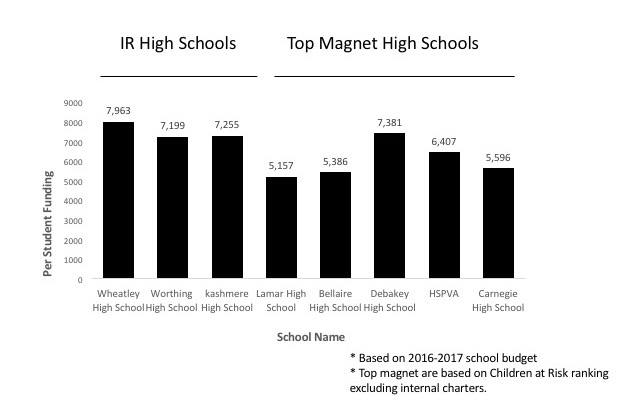 IR High Schools
Top Magnet High Schools
Per Student Funding
9000
8000
7000
6000
5000
4000
3000
2000
1000
0
7,963
7,199
7,255
5,157
5,386
7,381
6,407
5,596
Wheatley
High School
Worthing
High School
kashmere
High School
Lamar High
School
Bellaire
High School
Debakey
High School
HSPVA
Carnegie
High School
School Name
* Based on 2016-2017 school budget
* Top magnet are based on Children at Risk ranking
excluding internal charters.